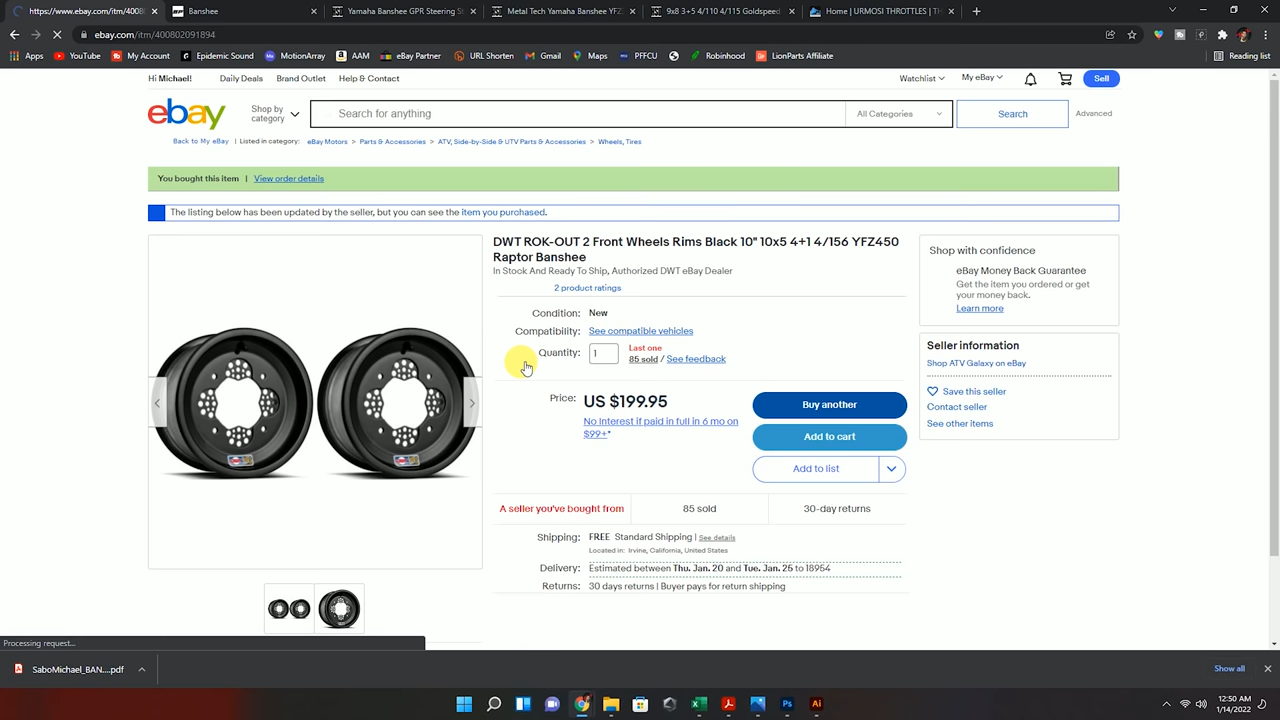 https://www.ebay.com/itm/4008
Banshee
Yamaha Banshee GPR Steering S
Metal Tech Yamaha Banshee YFZ
9x8 3+5 4/110 4/115 Goldspeed
Home | URMOSI THROTTLES | TH
ebay.com/itm/400802091894
Apps
YouTube
My Account
Epidemic Sound
MotionArray
AAM
eBay Partner
URL Shorten
Gmail
Maps
PFFCU
Robinhood
LionParts Affiliate
Reading list
Hi Michael!
Daily Deals
Brand Outlet
Help & Contact
Watchlist
My eBay
Sell
ebay
Shop by category
Search for anything
All Categories
Search
Advanced
Back to My eBay | Listed in category: eBay Motors > Parts & Accessories > ATV, Side-by-Side & UTV Parts & Accessories > Wheels, Tires
You bought this item | View order details
The listing below has been updated by the seller, but you can see the item you purchased.
DWT ROK-OUT 2 Front Wheels Rims Black 10" 10x5 4+1 4/156 YFZ450
Raptor Banshee
In Stock And Ready To Ship, Authorized DWT eBay Dealer
2 product ratings
Condition: New
Compatibility: See compatible vehicles
Quantity: 1
Last one
85 sold / See feedback
Price: US $199.95
No Interest if paid in full in 6 mo on
$99+*
Buy another
Add to cart
Add to list
A seller you've bought from
85 sold
30-day returns
Shipping: FREE Standard Shipping | See details
Located in: Irvine, California, United States
Delivery: Estimated between Thu. Jan. 20 and Tue. Jan. 25 to 18954
Returns: 30 days returns | Buyer pays for return shipping
Shop with confidence
eBay Money Back Guarantee
Get the item you ordered or get
your money back.
Learn more
Seller information
Shop ATV Galaxy on eBay
Save this seller
Contact seller
See other items
Processing request...
SaboMichael_BAN....pdf
Show all
12:50 AM
1/14/2022